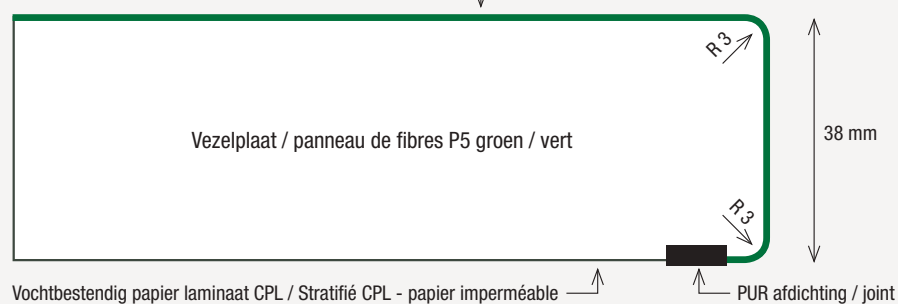 R 3
38 mm
Vezelplaat / panneau de fibres P5 groen / vert
R 3
Vochtbestendig papier laminaat CPL / Stratifié CPL - papier imperméable
PUR afdichting / joint